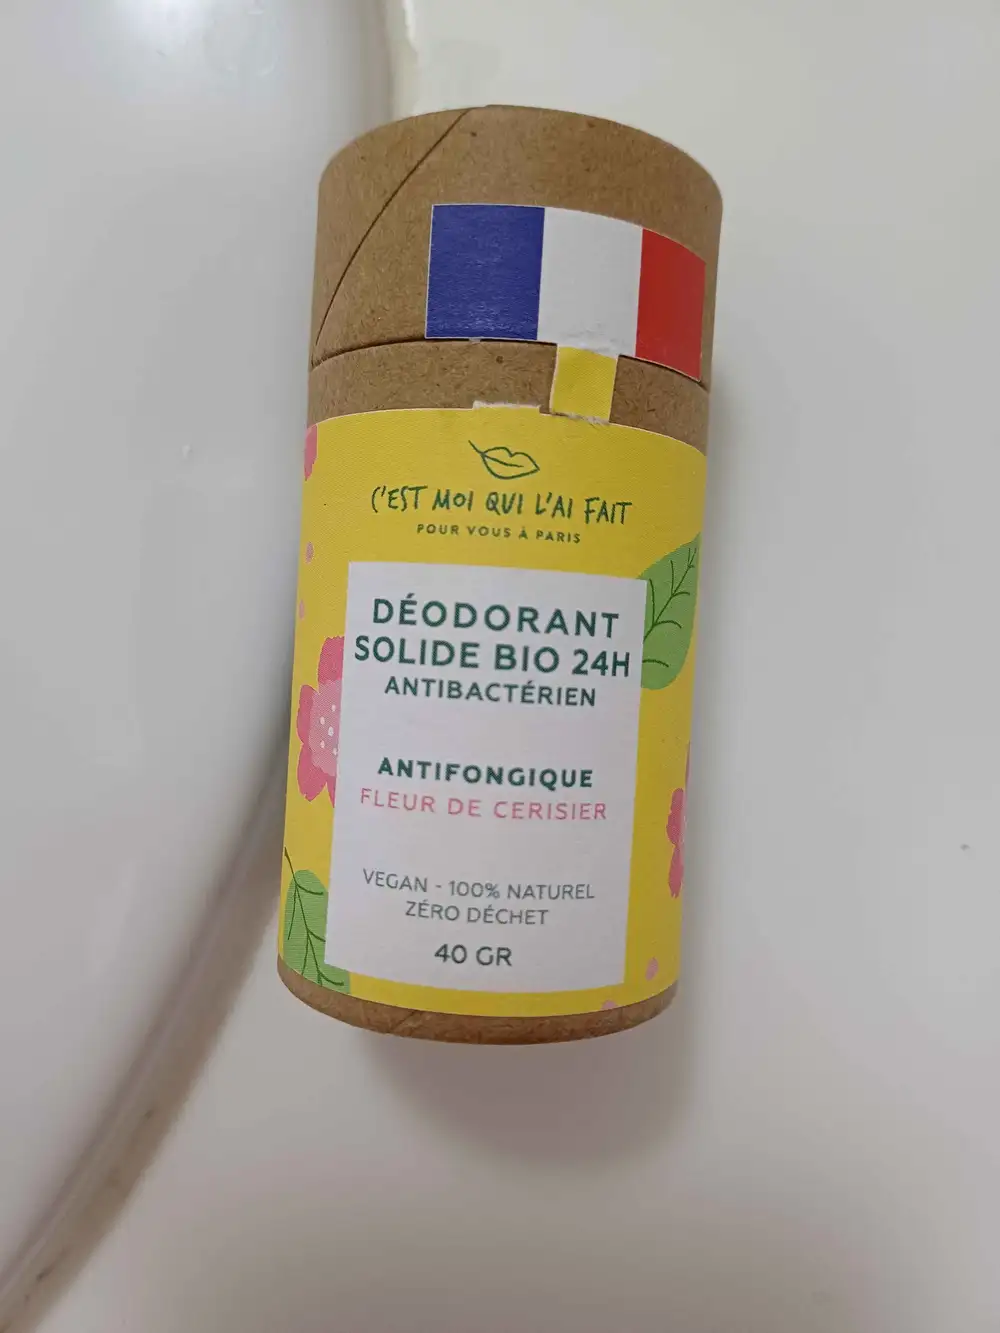 C'EST MOI QUI L'AI FAIT
POUR VOUS À PARIS
DÉODORANT
SOLIDE BIO 24H
ANTIBACTÉRIEN
ANTIFONGIQUE
FLEUR DE CERISIER
VEGAN - 100% NATUREL
ZÉRO DÉCHET
40 GR